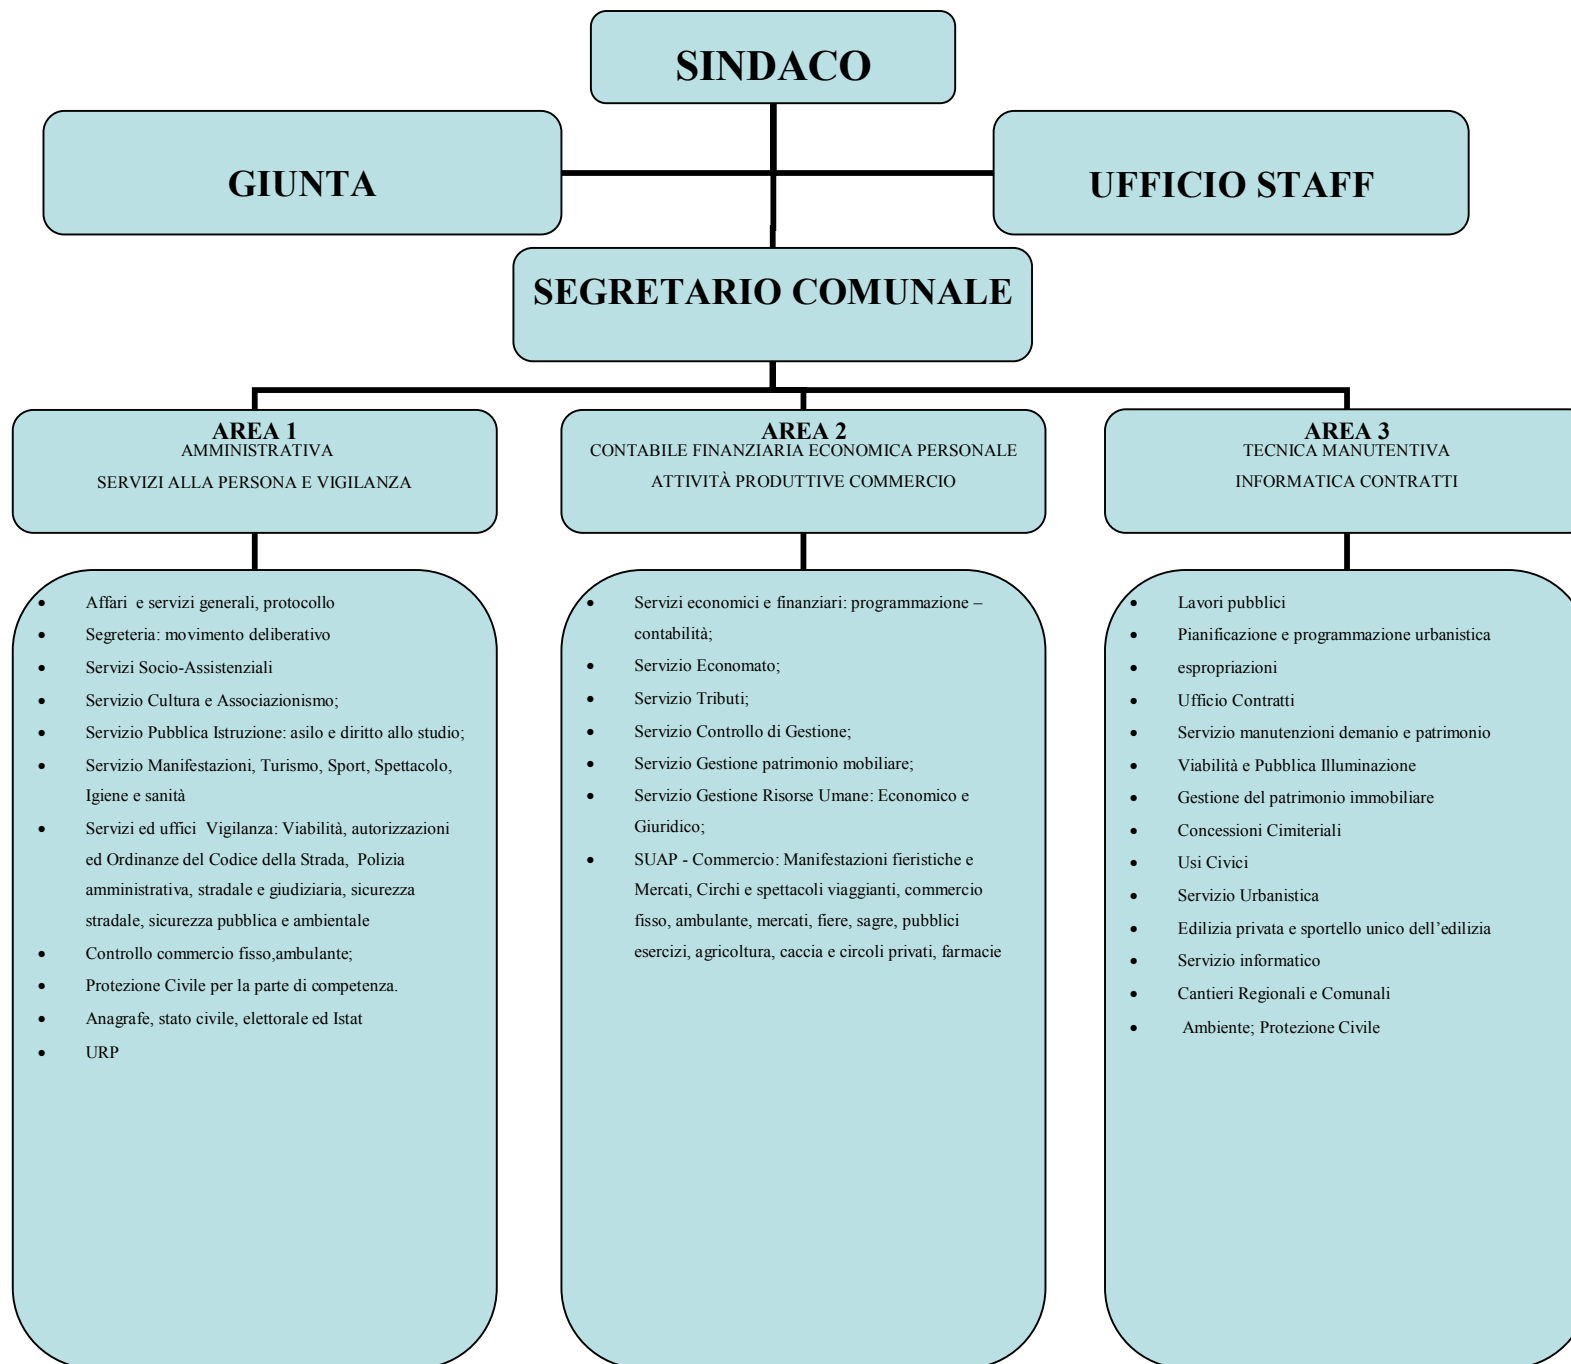 SINDACO
GIUNTA
UFFICIO STAFF
SEGRETARIO COMUNALE
AREA 1
AMMINISTRATIVA
SERVIZI ALLA PERSONA E VIGILANZA
AREA 2
CONTABILE FINANZIARIA ECONOMICA PERSONALE
ATTIVITÀ PRODUTTIVE COMMERCIO
AREA 3
TECNICA MANUTENTIVA
INFORMATICA CONTRATTI
• Affari e servizi generali, protocollo
• Segreteria: movimento deliberativo
• Servizi Socio-Assistenziali
• Servizio Cultura e Associazionismo;
• Servizio Pubblica Istruzione: asilo e diritto allo studio;
• Servizio Manifestazioni, Turismo, Sport, Spettacolo,
Igiene e sanità
• Servizi ed uffici Vigilanza: Viabilità, autorizzazioni
ed Ordinanze del Codice della Strada, Polizia
amministrativa, stradale e giudiziaria, sicurezza
stradale, sicurezza pubblica e ambientale
• Controllo commercio fisso,ambulante;
• Protezione Civile per la parte di competenza.
• Anagrafe, stato civile, elettorale ed Istat
• URP
• Servizi economici e finanziari: programmazione –
contabilità;
• Servizio Economato;
• Servizio Tributi;
• Servizio Controllo di Gestione;
• Servizio Gestione patrimonio mobiliare;
• Servizio Gestione Risorse Umane: Economico e
Giuridico;
• SUAP - Commercio: Manifestazioni fieristiche e
Mercati, Circhi e spettacoli viaggianti, commercio
fisso, ambulante, mercati, fiere, sagre, pubblici
esercizi, agricoltura, caccia e circoli privati, farmacie
• Lavori pubblici
• Pianificazione e programmazione urbanistica
• espropriazioni
• Ufficio Contratti
• Servizio manutenzioni demanio e patrimonio
• Viabilità e Pubblica Illuminazione
• Gestione del patrimonio immobiliare
• Concessioni Cimiteriali
• Usi Civici
• Servizio Urbanistica
• Edilizia privata e sportello unico dell’edilizia
• Servizio informatico
• Cantieri Regionali e Comunali
• Ambiente; Protezione Civile